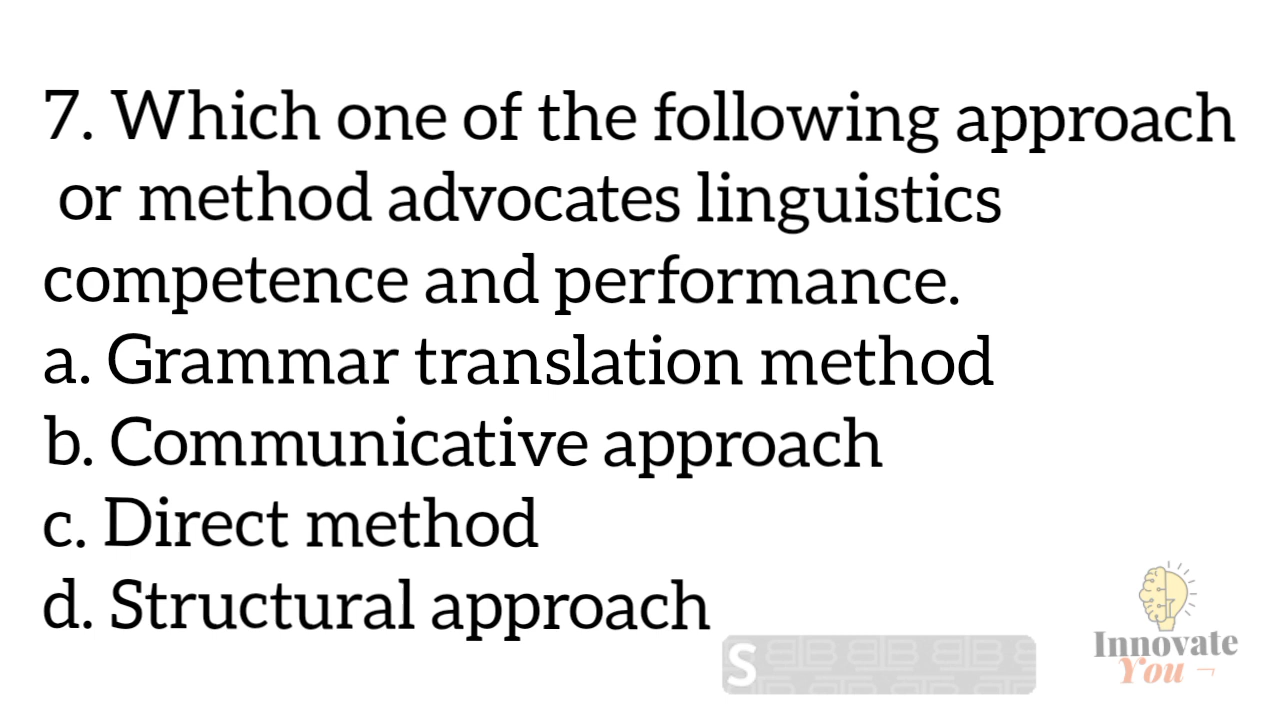 7. Which one of the following approach
or method advocates linguistics
competence and performance.
a. Grammar translation method
b. Communicative approach
c. Direct method
d. Structural approach
S
Innovate
You ¬